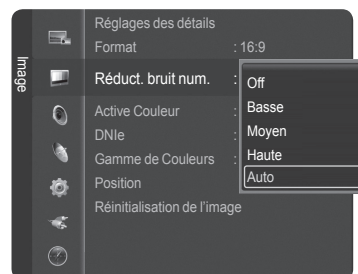 Image
Réglages des détails
Format : 16:9
Réduct. bruit num. :
Off
Basse
Moyen
Haute
Auto
Active Couleur :
DNIe :
Gamme de Couleurs :
Position
Réinitialisation de l'image